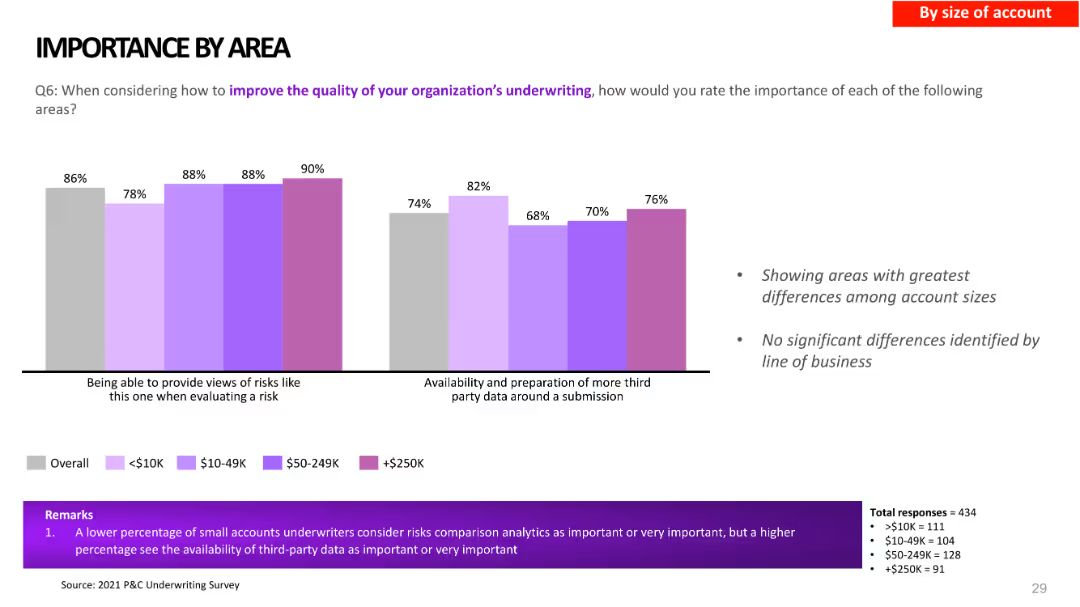 By size of account
IMPORTANCE BY AREA
Q6: When considering how to improve the quality of your organization's underwriting, how would you rate the importance of each of the following
areas?
86%
78%
88%
88%
90%
74%
82%
68%
70%
76%
Being able to provide views of risks like
this one when evaluating a risk
Availability and preparation of more third
party data around a submission
• Showing areas with greatest
differences among account sizes
• No significant differences identified by
line of business
Overall
<$10K
$10-49K
$50-249K
+$250K
Remarks
1. A lower percentage of small accounts underwriters consider risks comparison analytics as important or very important, but a higher
percentage see the availability of third-party data as important or very important
Total responses = 434
• >$10K = 111
• $10-49K = 104
• $50-249K = 128
• +$250K = 91
Source: 2021 P&C Underwriting Survey
29